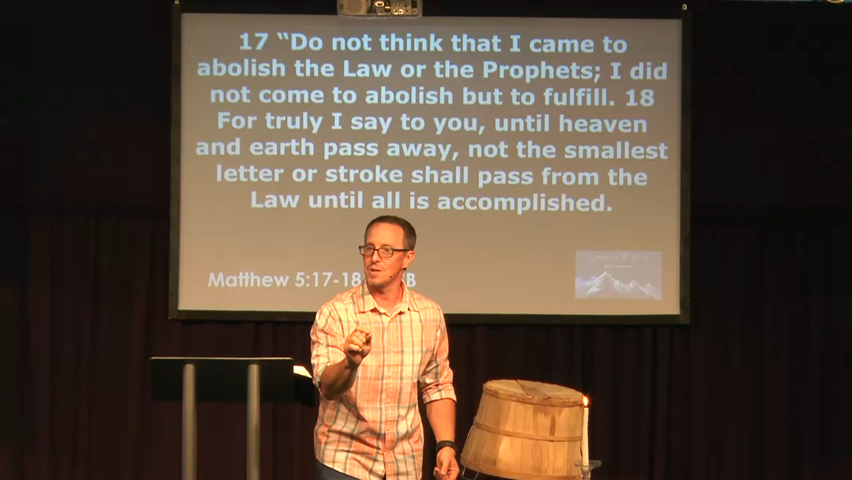 17 “Do not think that I came to
abolish the Law or the Prophets; I did
not come to abolish but to fulfill. 18
For truly I say to you, until heaven
and earth pass away, not the smallest
letter or stroke shall pass from the
Law until all is accomplished.
Matthew 5:17-18